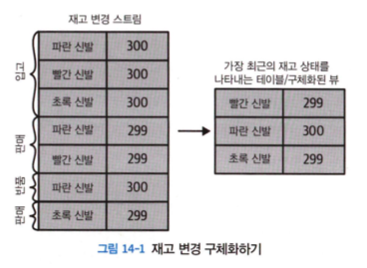 재고 변경 스트림
입고
파란 신발 300
빨간 신발 300
초록 신발 300
판매
파란 신발 299
빨간 신발 299
반품
파란 신발 300
판매
초록 신발 299
가장 최근의 재고 상태를
나타내는 테이블/구체화된 뷰
빨간 신발 299
파란 신발 300
초록 신발 299
그림 14-1 재고 변경 구체화하기